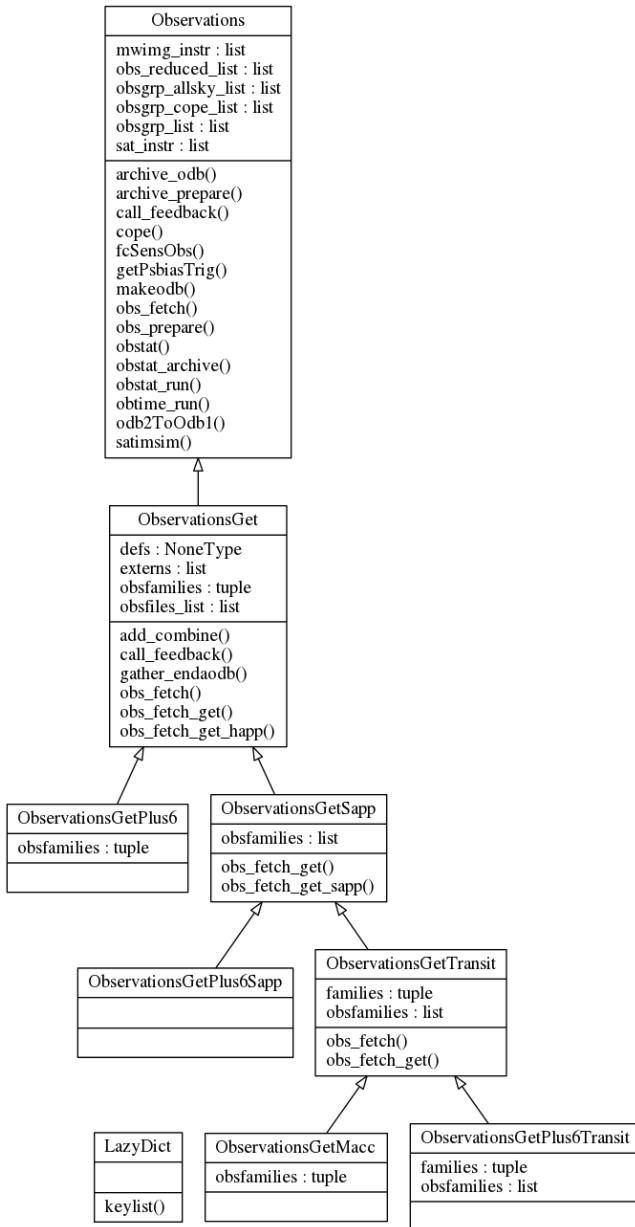 Observations
mwimg_instr : list
obs_reduced_list : list
obsgrp_allsky_list : list
obsgrp_cope_list : list
obsgrp_list : list
sat_instr : list
archive_odb()
archive_prepare()
call_feedback()
cope()
fcSensObs()
getPsbiasTrig()
makeodb()
obs_fetch()
obs_prepare()
obstat()
obstat_archive()
obstat_run()
obtime_run()
odb2ToOdb1()
satimsim()
ObservationsGet
defs : NoneType
externs : list
obsfamilies : tuple
obsfiles_list : list
add_combine()
call_feedback()
gather_endaodb()
obs_fetch()
obs_fetch_get()
obs_fetch_get_happ()
ObservationsGetPlus6
obsfamilies : tuple
ObservationsGetSapp
obsfamilies : list
obs_fetch_get()
obs_fetch_get_sapp()
ObservationsGetPlus6Sapp
ObservationsGetTransit
families : tuple
obsfamilies : list
obs_fetch()
obs_fetch_get()
LazyDict
keylist()
ObservationsGetMacc
obsfamilies : tuple
ObservationsGetPlus6Transit
families : tuple
obsfamilies : list